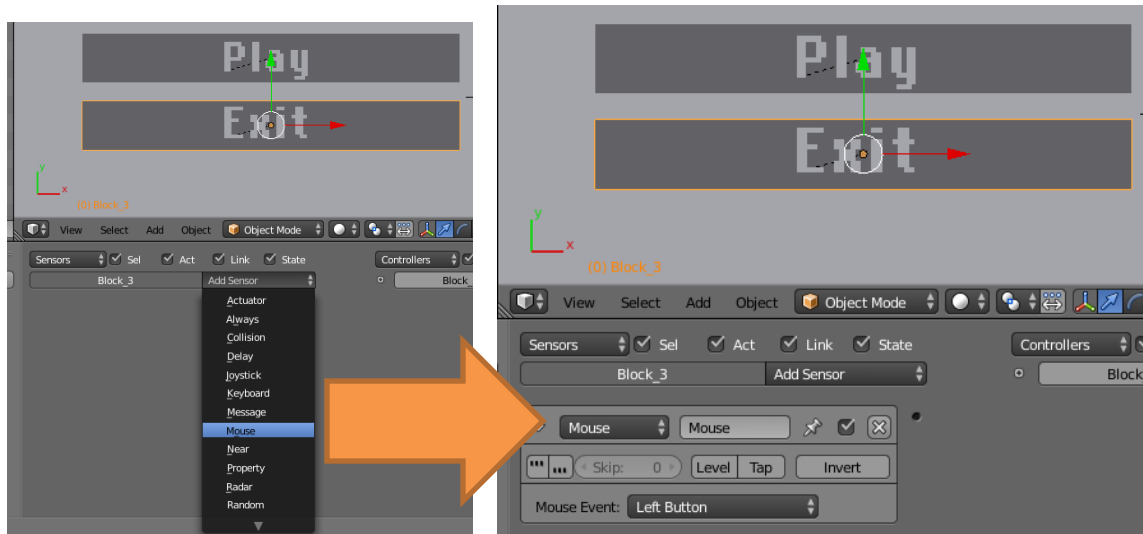 Play
Exit
y
x
(0) Block_3
View Select Add Object Object Mode
Sensors Sel Act Link State Controllers
Block_3 Add Sensor Block_
Actuator
Always
Collision
Delay
Joystick
Keyboard
Message
Mouse
Near
Property
Radar
Random
Play
Exit
y
x
(0) Block_3
View Select Add Object Object Mode
Sensors Sel Act Link State Controllers
Block_3 Add Sensor Block
Mouse Mouse
Skip: 0 Level Tap Invert
Mouse Event: Left Button